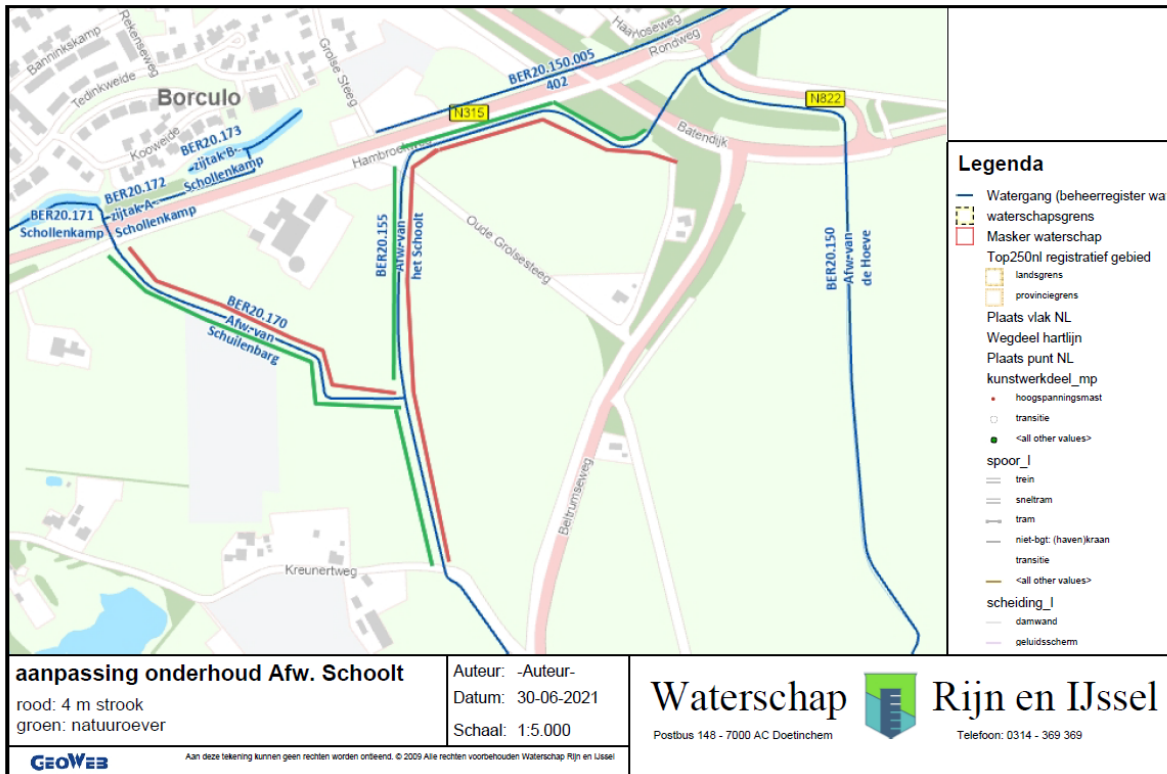 Banninkskamp
Rekenseweg
Tedinkweide
Borculo
Kooweide
Grolse Steeg
Haarloseweg
Rondweg
BER20.150.005
402
N315
N822
Batendijk
BER20.173
-zijtak-B-
Schollenkamp
BER20.172
-zijtak-A-
Schollenkamp
BER20.171
Schollenkamp
Hambrockweg
BER20.155
Afw.-van
het Schoolt
Oude Grolsesteeg
BER20.150
Afw.-van
de Hoeve
BER20.170
Afw.-van
Schuilenbarg
Beltrumseweg
Kreunertweg
Legenda
Watergang (beheerregister wa
waterschapsgrens
Masker waterschap
Top250nl registratief gebied
landsgrens
provinciegrens
Plaats vlak NL
Wegdeel hartlijn
Plaats punt NL
kunstwerkdeel_mp
hoogspanningsmast
transitie
<all other values>
spoor_l
trein
sneltram
tram
niet-bgt: (haven)kraan
transitie
<all other values>
scheiding_l
damwand
geluidsscherm
aanpassing onderhoud Afw. Schoolt
rood: 4 m strook
groen: natuuroever
Auteur: -Auteur-
Datum: 30-06-2021
Schaal: 1:5.000
GEOWEB
Aan deze tekening kunnen geen rechten worden ontleend. © 2009 Alle rechten voorbehouden Waterschap Rijn en IJssel
Waterschap Rijn en IJssel
Postbus 148 - 7000 AC Doetinchem
Telefoon: 0314 - 369 369